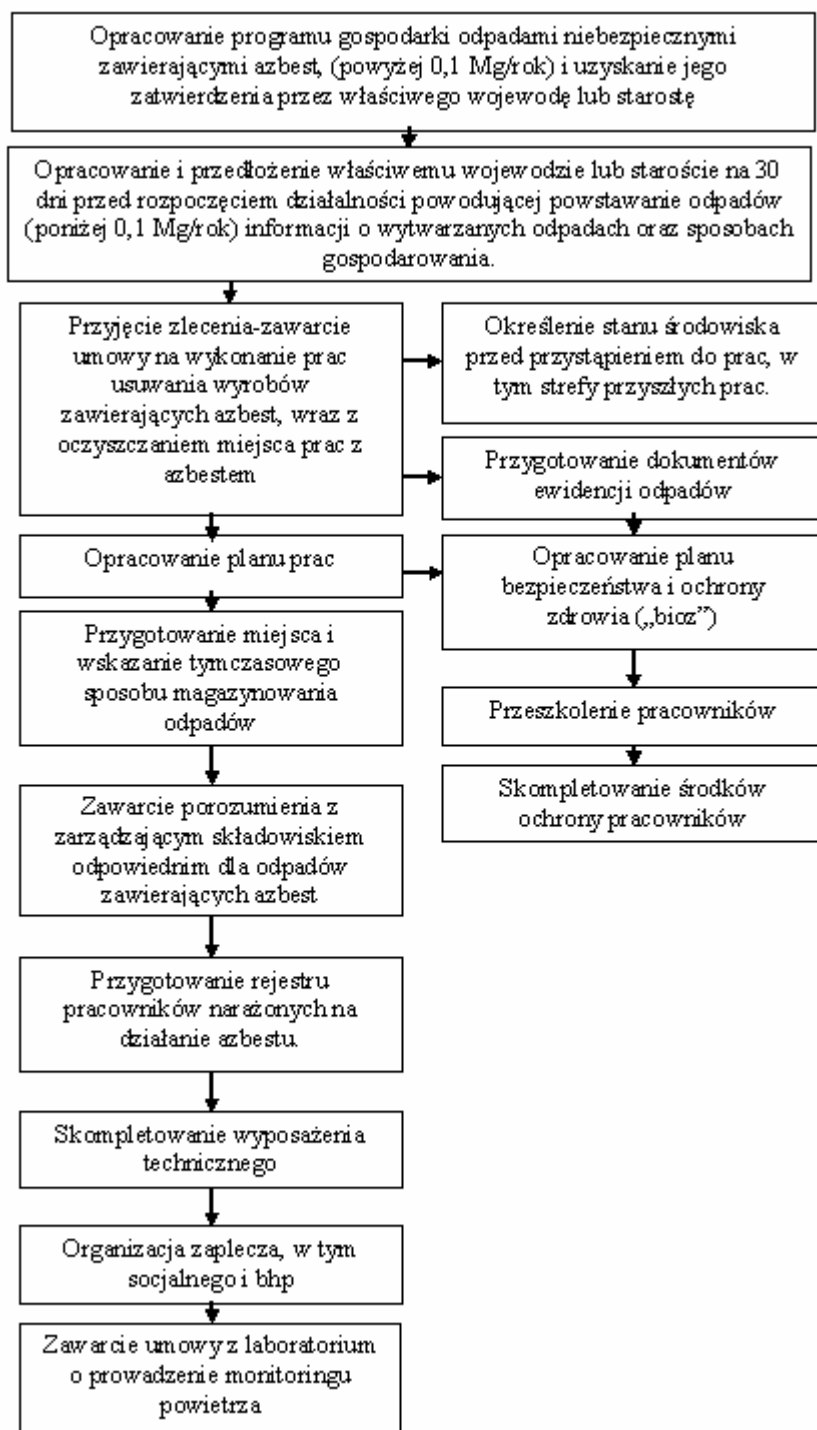 Opracowanie programu gospodarki odpadami niebezpiecznymi
zawierającymi azbest, (powyżej 0,1 Mg/rok) i uzyskanie jego
zatwierdzenia przez właściwego wojewodę lub starostę
Opracowanie i przedłożenie właściwemu wojewodzie lub staroście na 30
dni przed rozpoczęciem działalności powodującej powstawanie odpadów
(poniżej 0,1 Mg/rok) informacji o wytwarzanych odpadach oraz sposobach
gospodarowania.
Przyjęcie zlecenia-zawarcie
umowy na wykonanie prac
usuwania wyrobów
zawierających azbest, wraz z
oczyszczaniem miejsca prac z
azbestem
Określenie stanu środowiska
przed przystąpieniem do prac, w
tym strefy przyszłych prac.
Przygotowanie dokumentów
ewidencji odpadów
Opracowanie planu prac
Opracowanie planu
bezpieczeństwa i ochrony
zdrowia („bioz”)
Przygotowanie miejsca i
wskazanie tymczasowego
sposobu magazynowania
odpadów
Przeszkolenie pracowników
Skompletowanie środków
ochrony pracowników
Zawarcie porozumienia z
zarządzającym składowiskiem
odpowiednim dla odpadów
zawierających azbest
Przygotowanie rejestru
pracowników narażonych na
działanie azbestu.
Skompletowanie wyposażenia
technicznego
Organizacja zaplecza, w tym
socjalnego i bhp
Zawarcie umowy z laboratorium
o prowadzenie monitoringu
powietrza